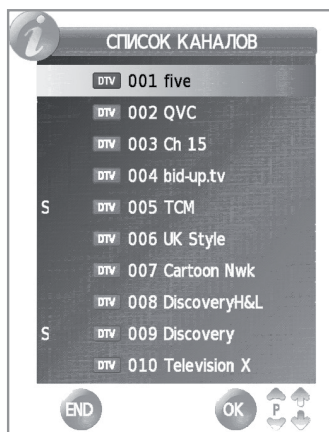 i
СПИСОК КАНАЛОВ
DTV 001 five
DTV 002 QVC
DTV 003 Ch 15
DTV 004 bid-up.tv
S DTV 005 TCM
DTV 006 UK Style
DTV 007 Cartoon Nwk
DTV 008 DiscoveryH&L
S DTV 009 Discovery
DTV 010 Television X
END OK P